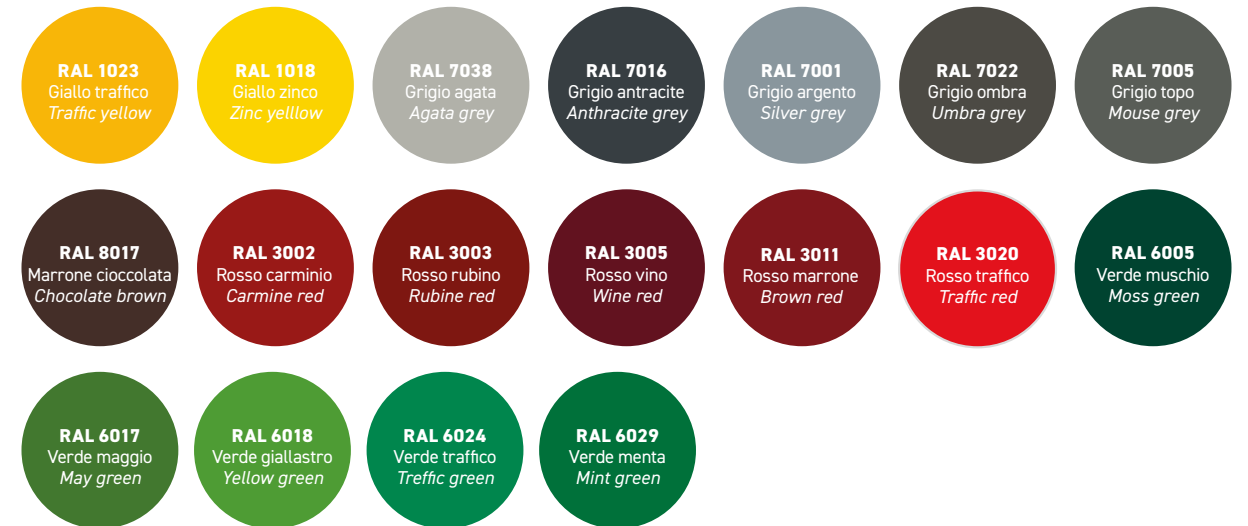 RAL 1023
Giallo traffico
Traffic yellow
RAL 1018
Giallo zinco
Zinc yelllow
RAL 7038
Grigio agata
Agata grey
RAL 7016
Grigio antracite
Anthracite grey
RAL 7001
Grigio argento
Silver grey
RAL 7022
Grigio ombra
Umbra grey
RAL 7005
Grigio topo
Mouse grey
RAL 8017
Marrone cioccolata
Chocolate brown
RAL 3002
Rosso carminio
Carmine red
RAL 3003
Rosso rubino
Rubine red
RAL 3005
Rosso vino
Wine red
RAL 3011
Rosso marrone
Brown red
RAL 3020
Rosso traffico
Traffic red
RAL 6005
Verde muschio
Moss green
RAL 6017
Verde maggio
May green
RAL 6018
Verde giallastro
Yellow green
RAL 6024
Verde traffico
Treffic green
RAL 6029
Verde menta
Mint green